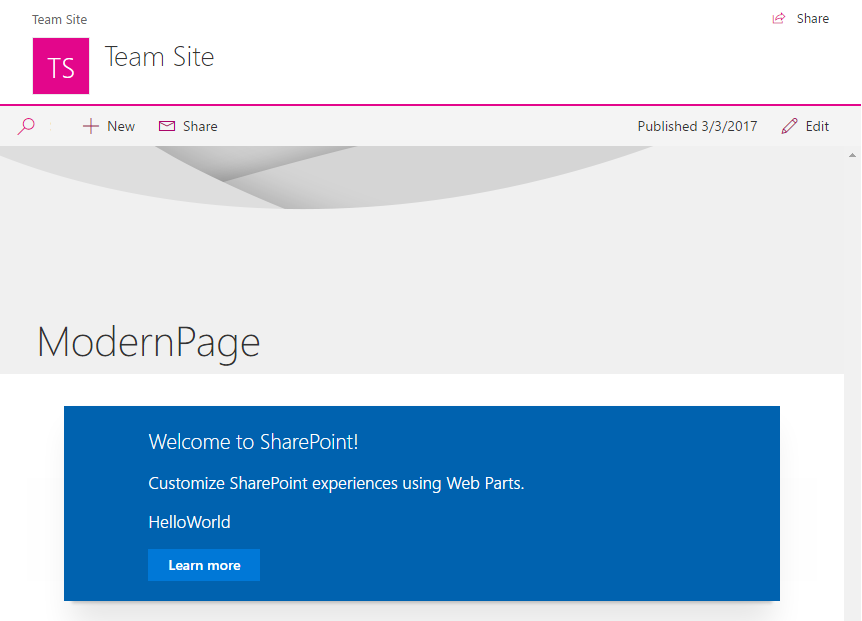 Team Site
Share
TS
Team Site
New
Share
Published 3/3/2017
Edit
ModernPage
Welcome to SharePoint!
Customize SharePoint experiences using Web Parts.
HelloWorld
Learn more